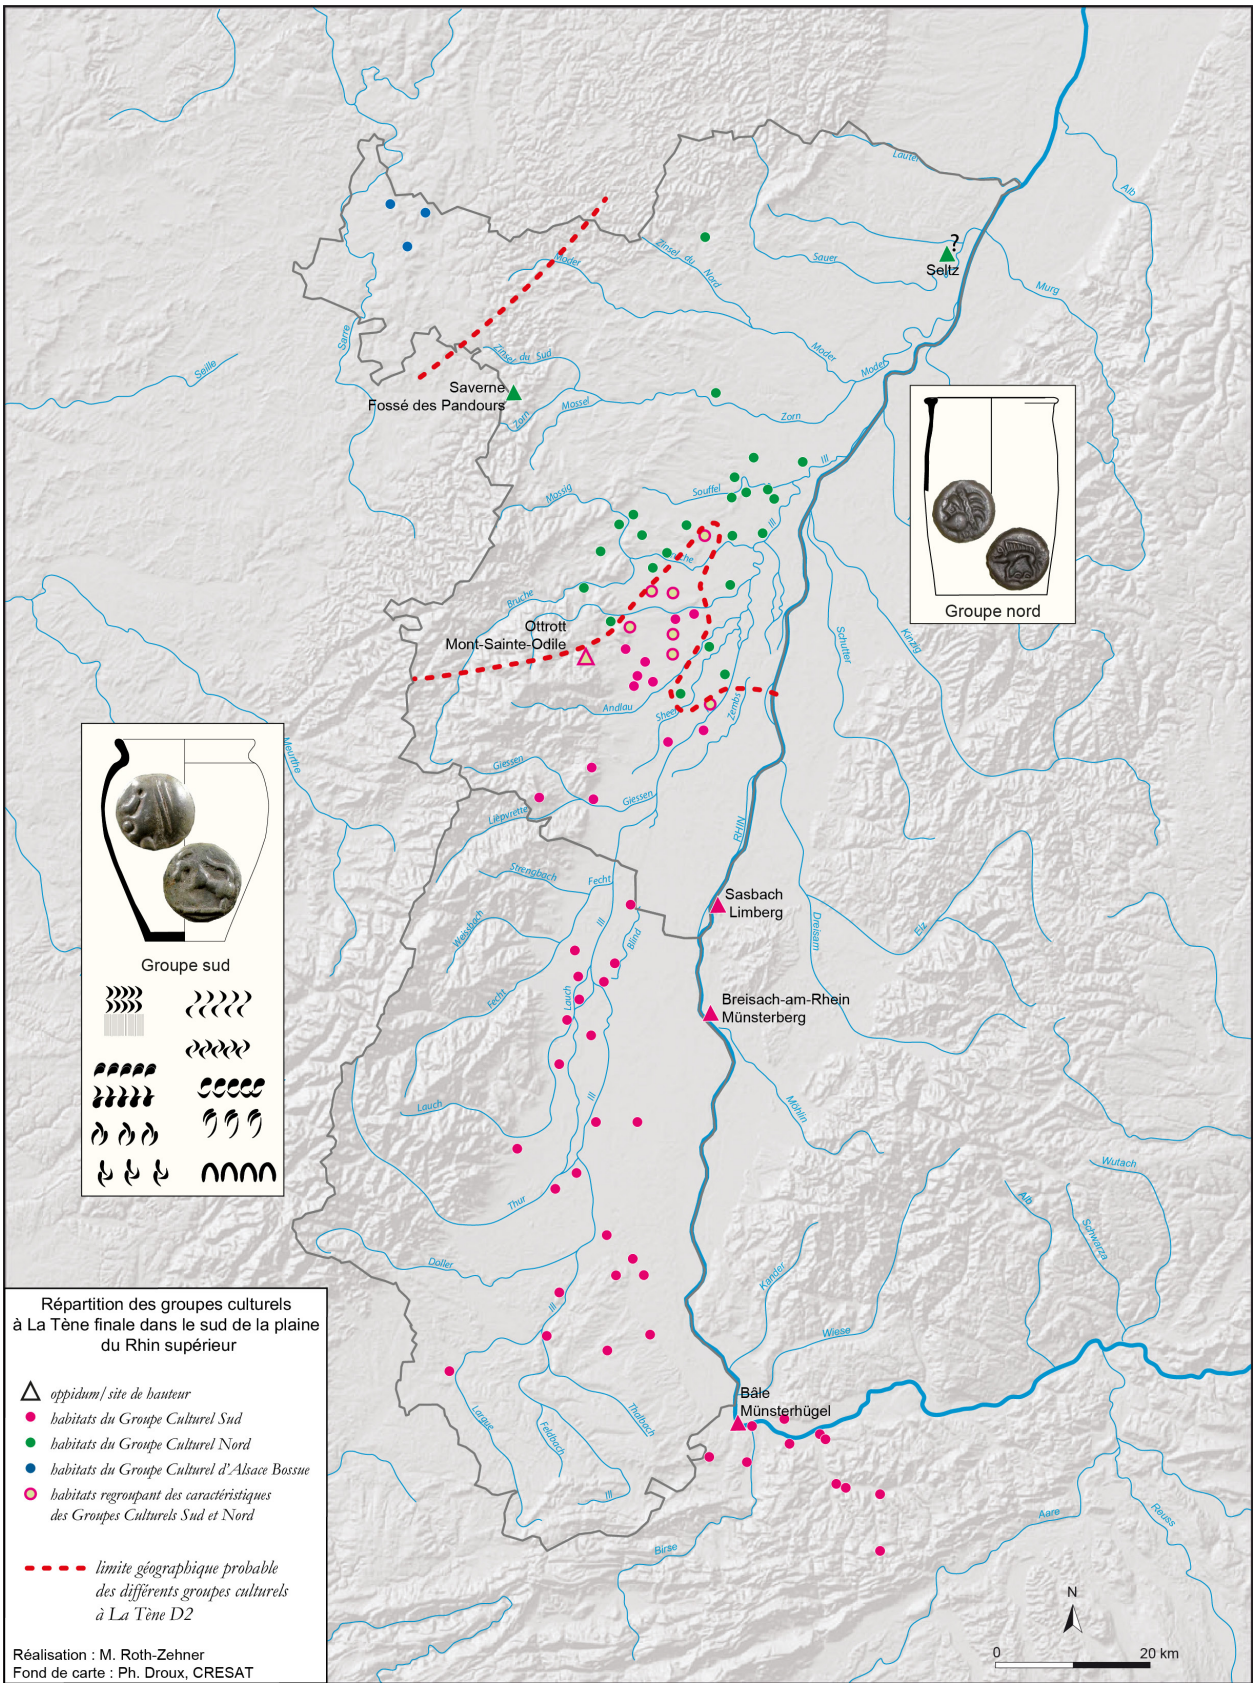 Lauter
Alb
?
Seltz
Sauer
Murg
Zinsel du Nord
Moder
Moder
Moder
Sarre
Seille
Zinsel du Sud
Saverne
Fossé des Pandours
Zorn
Mossel
Zorn
Ill
Souffel
Mossig
Ill
Bruche
Ottrott
Mont-Sainte-Odile
Groupe nord
Kinzig
Schutter
Andlau
Scheer
Zembs
Meurthe
Giessen
Giessen
Lièpvrette
RHIN
Strengbach
Fecht
Weissbach
Ill
Blind
Sasbach
Limberg
Dreisam
Elz
Groupe sud
Fecht
Lauch
Breisach-am-Rhein
Münsterberg
Lauch
Ill
Möhlin
Thur
Wutach
Alb
Schwarza
Doller
Kander
Ill
Wiese
Bâle
Münsterhügel
Largue
Feldbach
Thalbach
Ill
Birse
Aare
Reuss
Répartition des groupes culturels
à La Tène finale dans le sud de la plaine
du Rhin supérieur
oppidum/ site de hauteur
habitats du Groupe Culturel Sud
habitats du Groupe Culturel Nord
habitats du Groupe Culturel d'Alsace Bossue
habitats regroupant des caractéristiques
des Groupes Culturels Sud et Nord
limite géographique probable
des différents groupes culturels
à La Tène D2
Réalisation : M. Roth-Zehner
Fond de carte : Ph. Droux, CRESAT
N
0 20 km